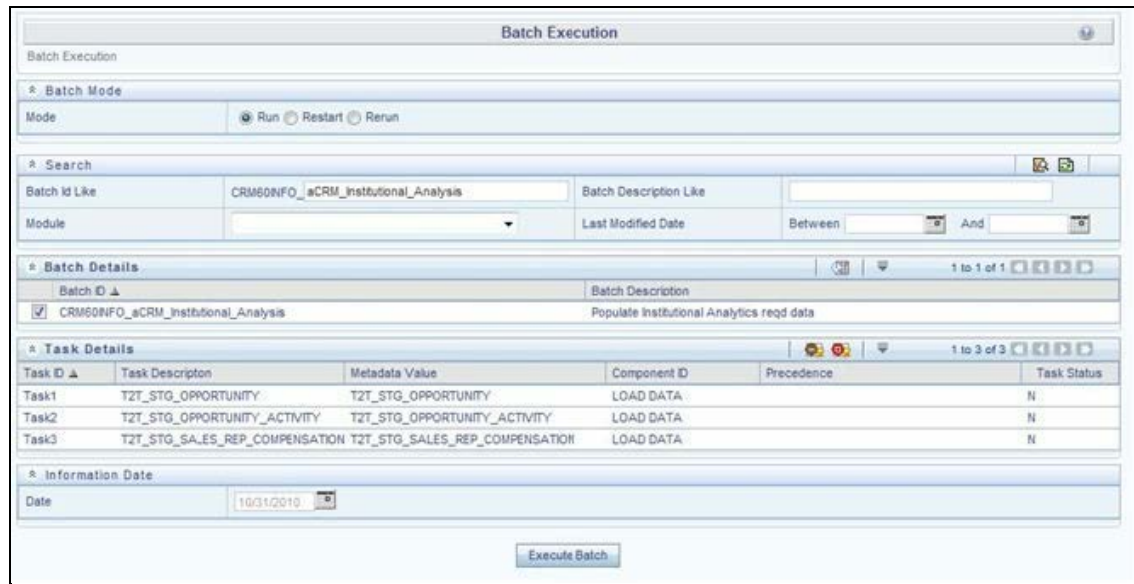 Batch Execution
Batch Execution
Batch Mode
Mode Run Restart Rerun
Search
Batch Id Like CRM60INFO_ aCRM_Institutional_Analysis Batch Description Like
Module Last Modified Date Between And
Batch Details 1 to 1 of 1
Batch ID Batch Description
CRM60INFO_aCRM_Institutional_Analysis Populate Institutional Analytics reqd data
Task Details 1 to 3 of 3
Task ID Task Descripton Metadata Value Component ID Precedence Task Status
Task1 T2T_STG_OPPORTUNITY T2T_STG_OPPORTUNITY LOAD DATA N
Task2 T2T_STG_OPPORTUNITY_ACTIVITY T2T_STG_OPPORTUNITY_ACTIVITY LOAD DATA N
Task3 T2T_STG_SALES_REP_COMPENSATION T2T_STG_SALES_REP_COMPENSATION LOAD DATA N
Information Date
Date 10/31/2010
Execute Batch